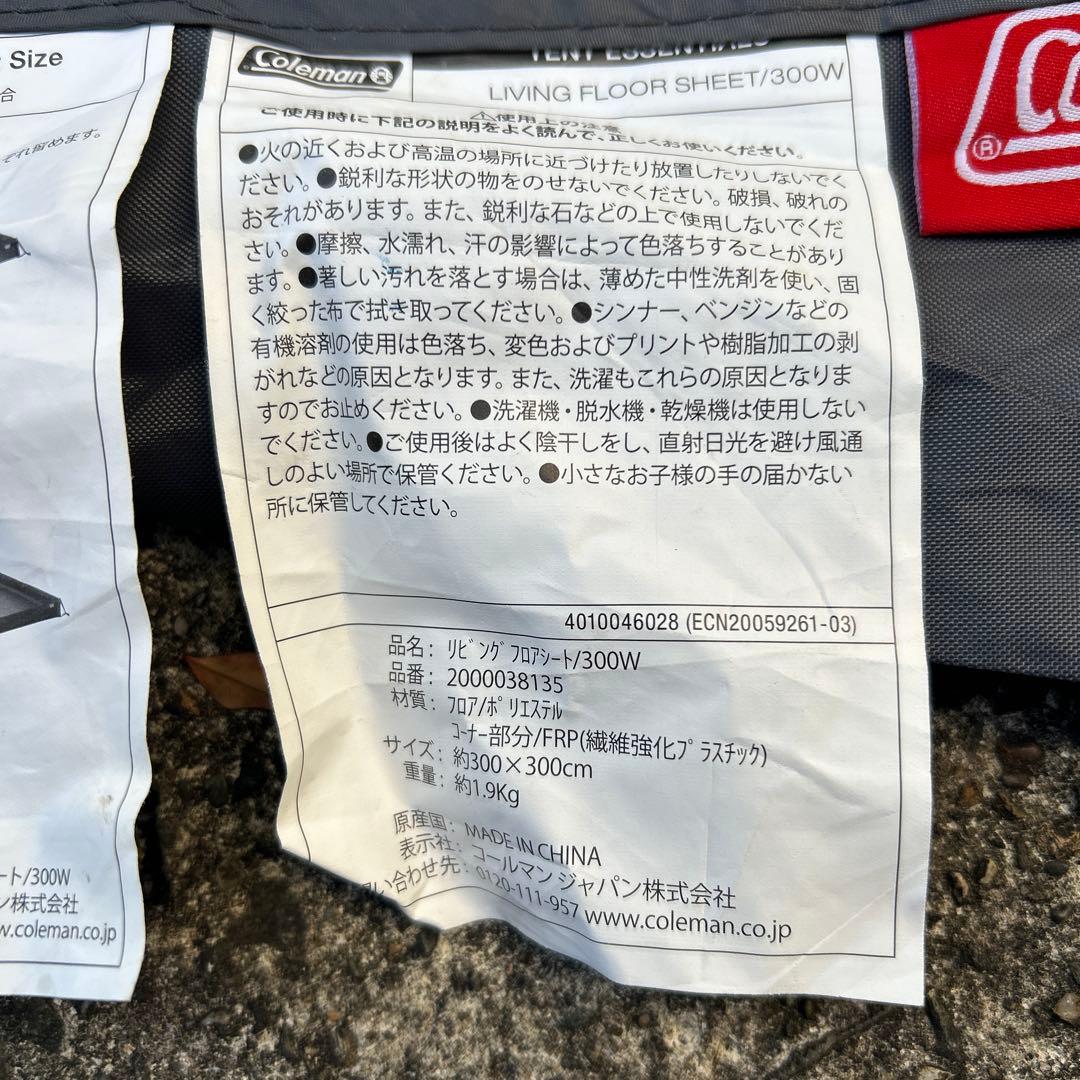 Size
合
それ留めます。
ート/300W
パン株式会社
w.coleman.co.jp
Coleman
TENT ESSENTIALS
LIVING FLOOR SHEET/300W
⚠使用上の注意
ご使用時に下記の説明をよく読んで、正しくお使いください。
●火の近くおよび高温の場所に近づけたり放置したりしないでく
ださい。●鋭利な形状の物をのせないでください。破損、破れの
おそれがあります。また、鋭利な石などの上で使用しないでくだ
さい。●摩擦、水濡れ、汗の影響によって色落ちすることがあり
ます。●著しい汚れを落とす場合は、薄めた中性洗剤を使い、固
く絞った布で拭き取ってください。●シンナー、ベンジンなどの
有機溶剤の使用は色落ち、変色およびプリントや樹脂加工の剥
がれなどの原因となります。また、洗濯もこれらの原因となりま
すのでお止めください。●洗濯機・脱水機・乾燥機は使用しない
でください。●ご使用後はよく陰干しをし、直射日光を避け風通
しのよい場所で保管ください。●小さなお子様の手の届かない
所に保管してください。
4010046028 (ECN20059261-03)
品名: ﾘﾋﾞﾝｸﾞﾌﾛｱｼｰﾄ/300W
品番: 2000038135
材質: ﾌﾛｱ/ﾎﾟﾘｴｽﾃﾙ
ｺｰﾅｰ部分/FRP(繊維強化ﾌﾟﾗｽﾁｯｸ)
サイズ: 約300×300cm
重量: 約1.9Kg
原産国: MADE IN CHINA
表示社: コールマン ジャパン株式会社
問い合わせ先: 0120-111-957 www.coleman.co.jp